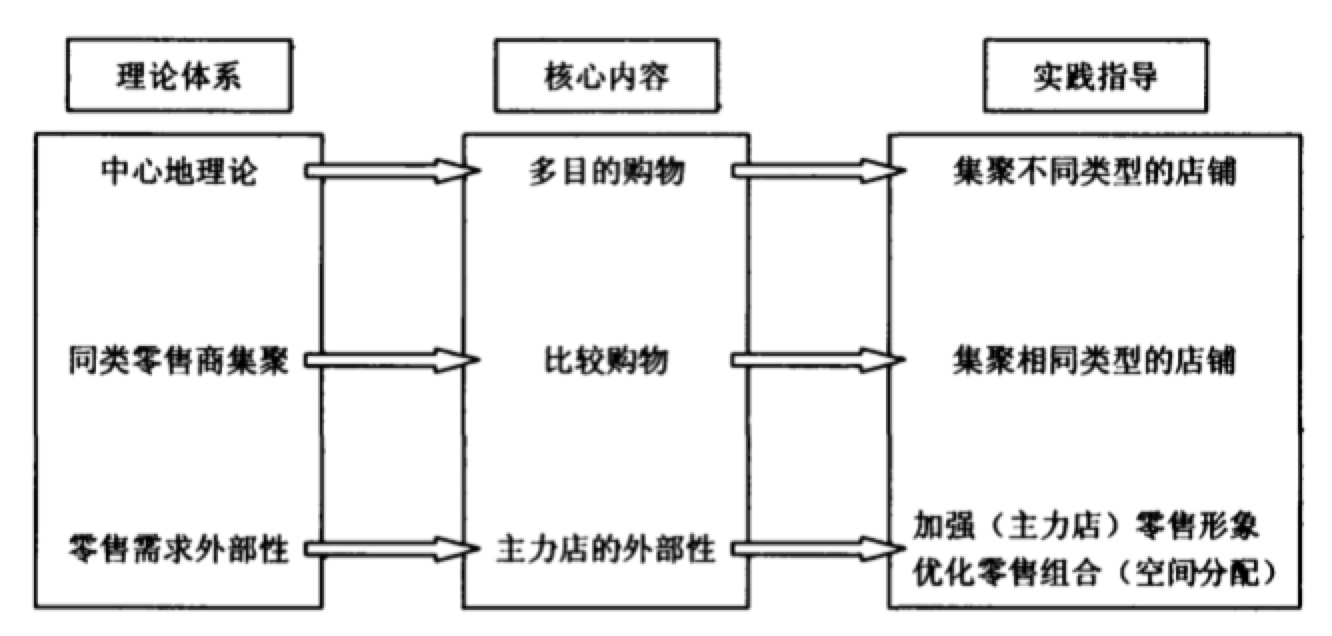 理论体系
核心内容
实践指导
中心地理论
多目的购物
集聚不同类型的店铺
同类零售商集聚
比较购物
集聚相同类型的店铺
零售需求外部性
主力店的外部性
加强（主力店）零售形象
优化零售组合（空间分配）